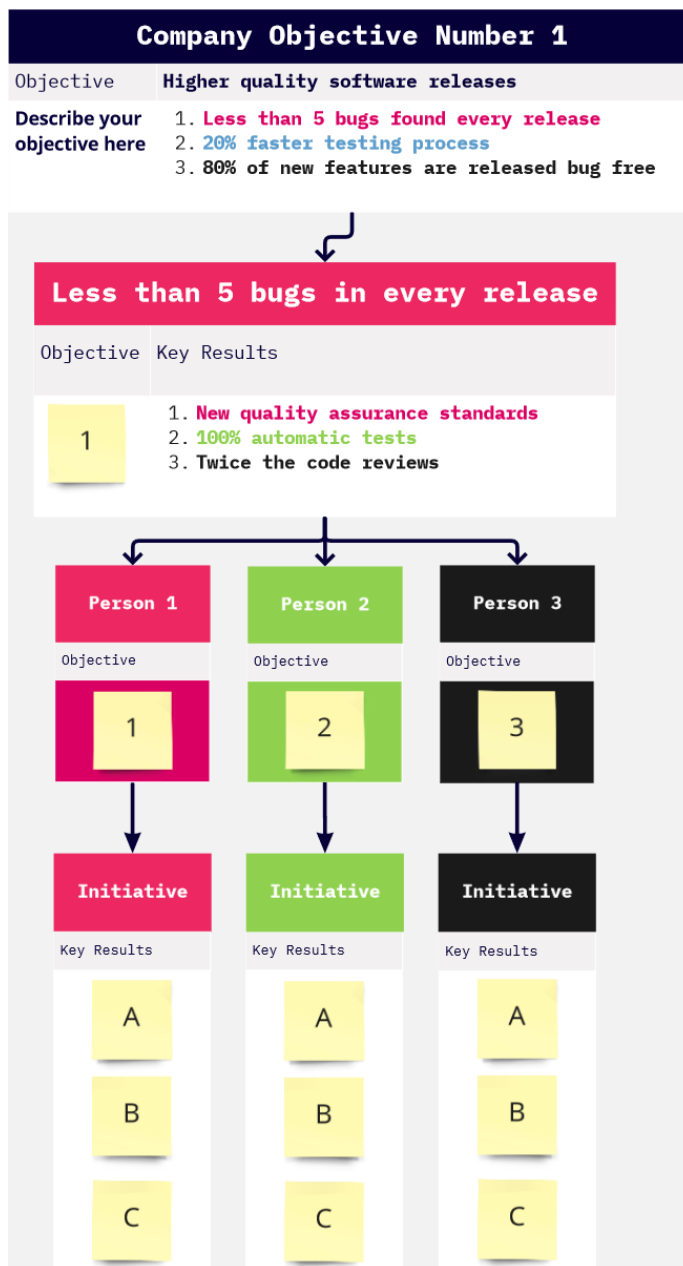 Company Objective Number 1
Objective Higher quality software releases
Describe your objective here
1. Less than 5 bugs found every release
2. 20% faster testing process
3. 80% of new features are released bug free
Less than 5 bugs in every release
Objective Key Results
1
1. New quality assurance standards
2. 100% automatic tests
3. Twice the code reviews
Person 1 Person 2 Person 3
Objective Objective Objective
1 2 3
Initiative Initiative Initiative
Key Results Key Results Key Results
A A A
B B B
C C C